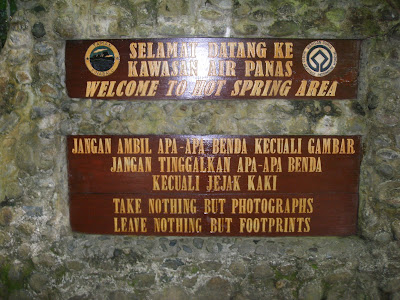 SELAMAT DATANG KE
KAWASAN AIR PANAS
WELCOME TO HOT SPRING AREA
JANGAN AMBIL APA-APA BENDA KECUALI GAMBAR
JANGAN TINGGALKAN APA-APA BENDA
KECUALI JEJAK KAKI
TAKE NOTHING BUT PHOTOGRAPHS
LEAVE NOTHING BUT FOOTPRINTS